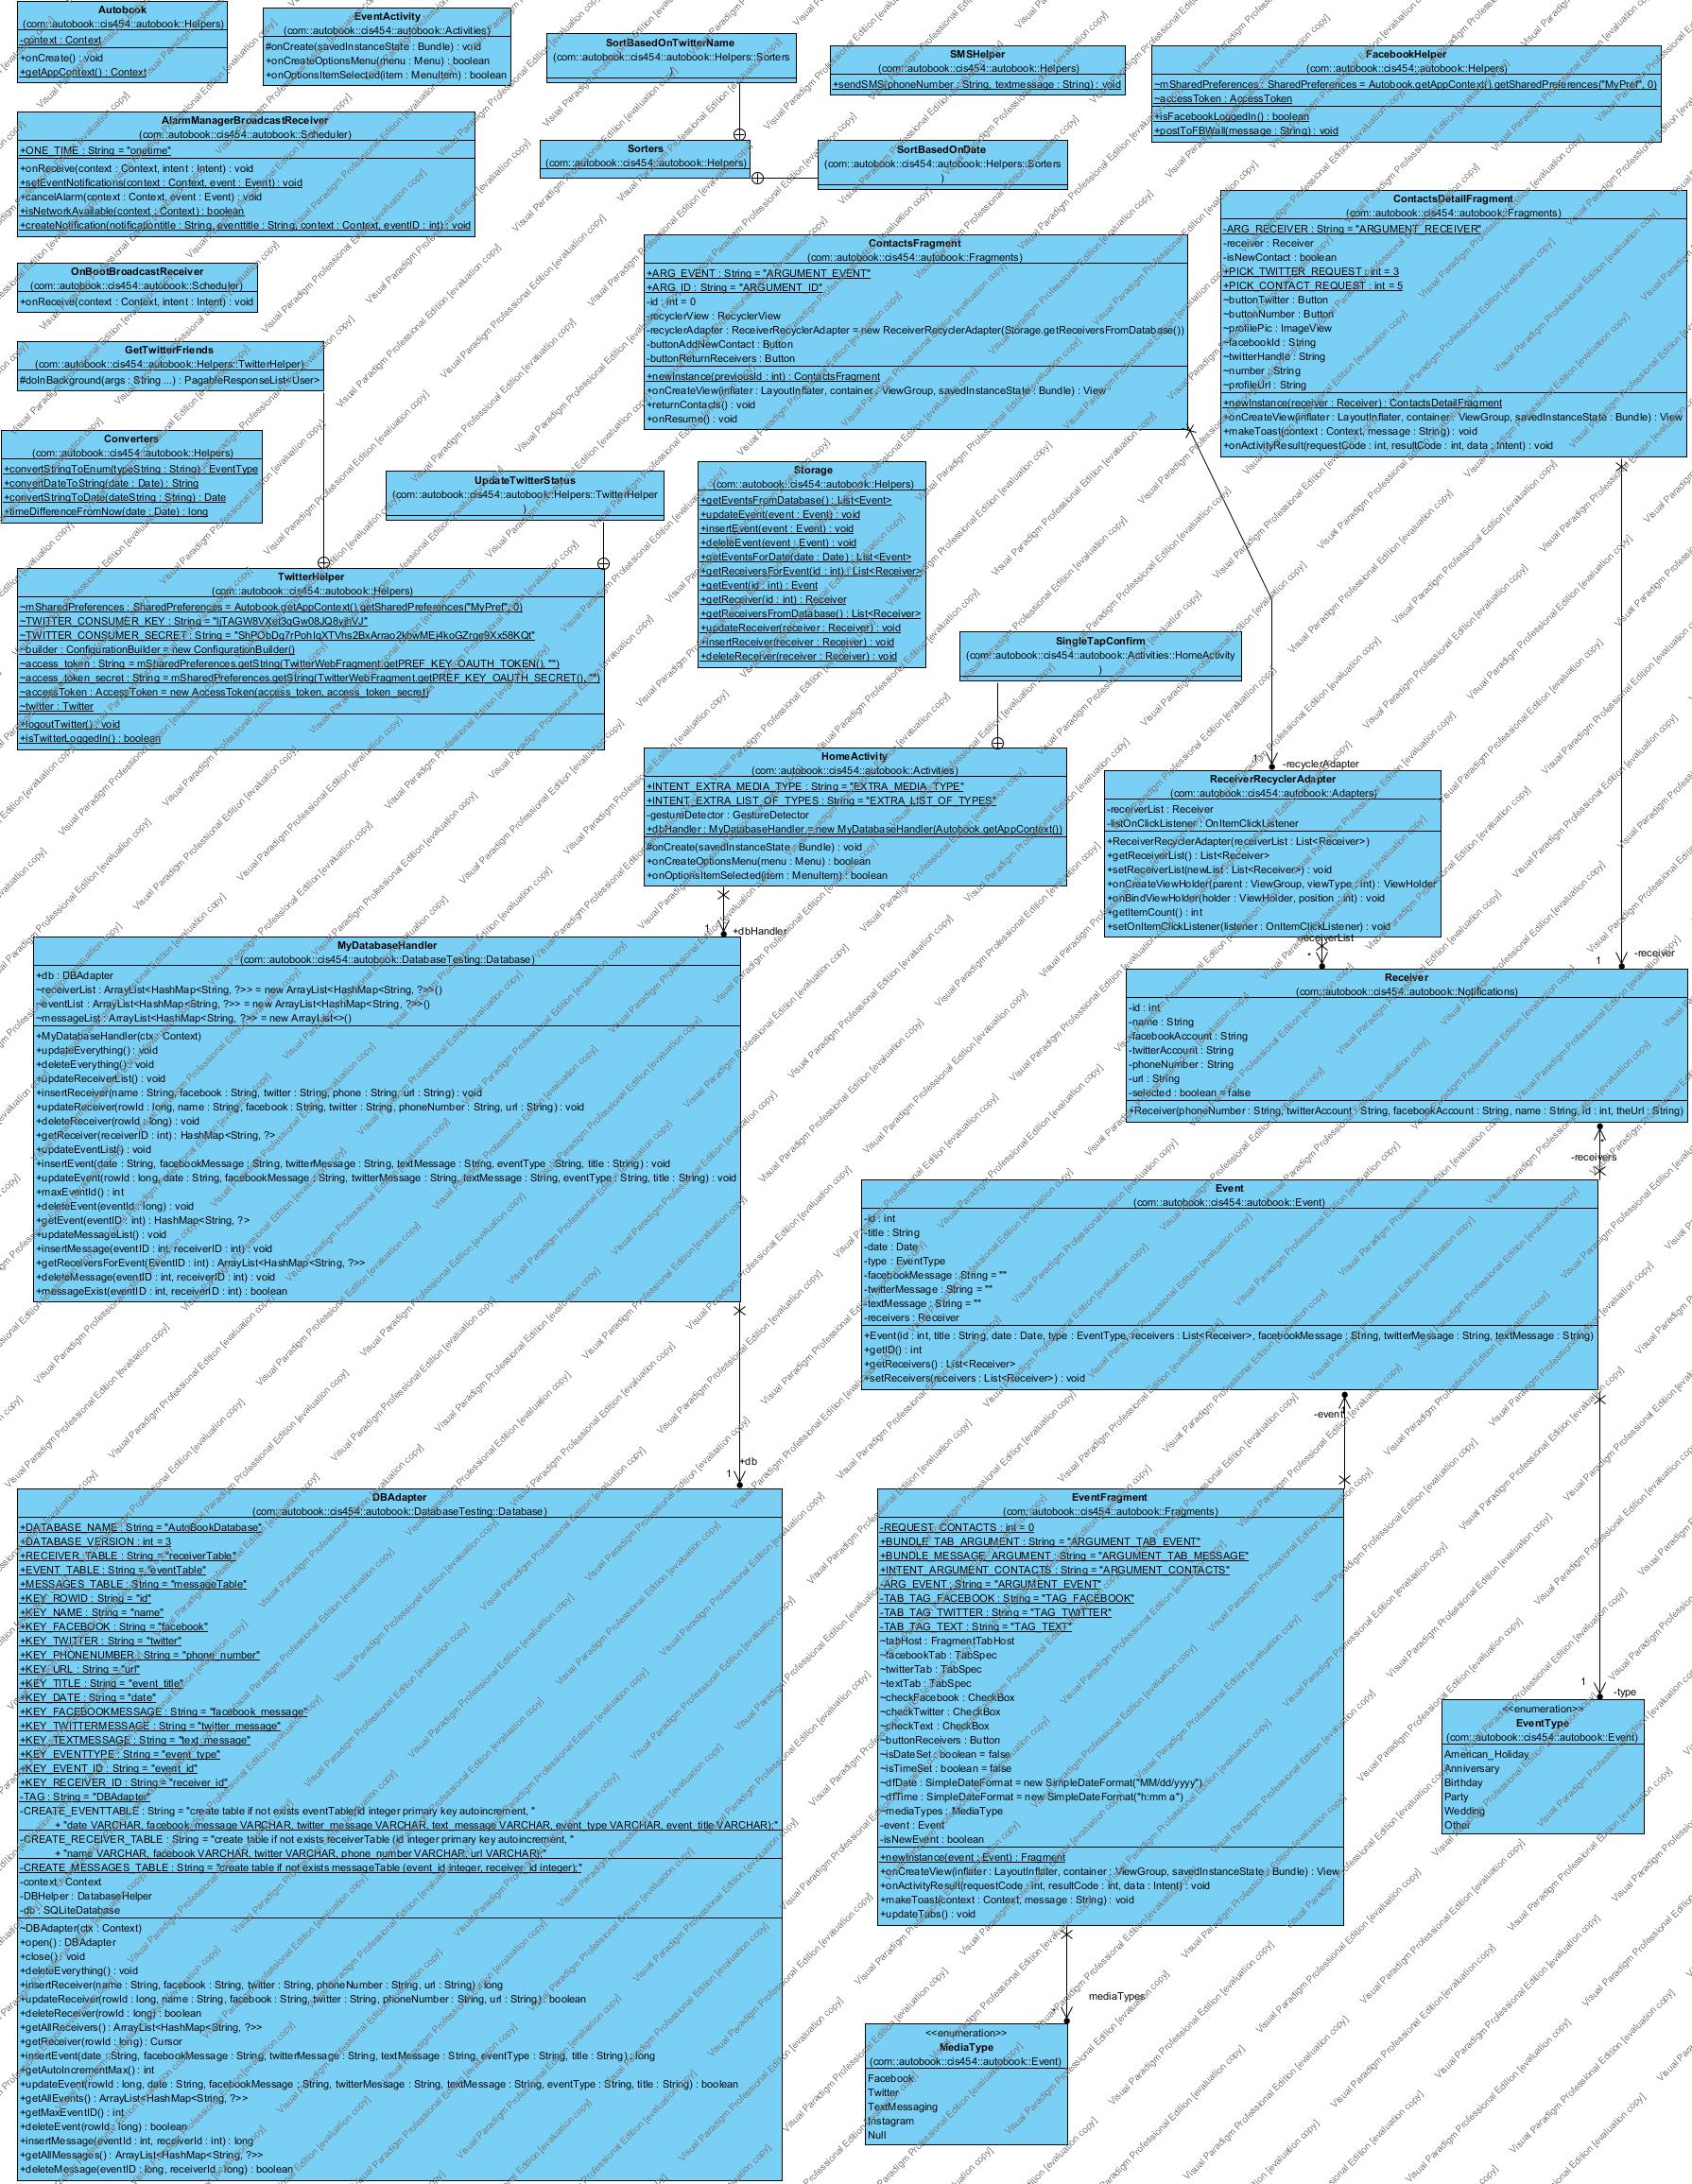 Autobook
(com::autobook::cis454::autobook::Helpers)
-context : Context
+onCreate() : void
+getAppContext() : Context
EventActivity
(com::autobook::cis454::autobook::Activities)
#onCreate(savedInstanceState : Bundle) : void
+onCreateOptionsMenu(menu : Menu) : boolean
+onOptionsItemSelected(item : MenuItem) : boolean
SortBasedOnTwitterName
(com::autobook::cis454::autobook::Helpers::Sorters
)
SMSHelper
(com::autobook::cis454::autobook::Helpers)
+sendSMS(phoneNumber : String, textmessage : String) : void
FacebookHelper
(com::autobook::cis454::autobook::Helpers)
~mSharedPreferences : SharedPreferences = Autobook.getAppContext().getSharedPreferences("MyPref", 0)
~accessToken : AccessToken
+isFacebookLoggedIn() : boolean
+postToFBWall(message : String) : void
AlarmManagerBroadcastReceiver
(com::autobook::cis454::autobook::Scheduler)
+ONE_TIME : String = "onetime"
+onReceive(context : Context, intent : Intent) : void
+setEventNotifications(context : Context, event : Event) : void
+cancelAlarm(context : Context, event : Event) : void
+isNetworkAvailable(context : Context) : boolean
+createNotification(notificationtitle : String, eventtitle : String, context : Context, eventID : int) : void
Sorters
(com::autobook::cis454::autobook::Helpers)
SortBasedOnDate
(com::autobook::cis454::autobook::Helpers::Sorters
)
ContactsDetailFragment
(com::autobook::cis454::autobook::Fragments)
-ARG_RECEIVER : String = "ARGUMENT_RECEIVER"
-receiver : Receiver
-isNewContact : boolean
+PICK_TWITTER_REQUEST : int = 3
+PICK_CONTACT_REQUEST : int = 5
~buttonTwitter : Button
~buttonNumber : Button
~profilePic : ImageView
~facebookId : String
~twitterHandle : String
~number : String
~profileUrl : String
+newInstance(receiver : Receiver) : ContactsDetailFragment
+onCreateView(inflater : LayoutInflater, container : ViewGroup, savedInstanceState : Bundle) : View
+makeToast(context : Context, message : String) : void
+onActivityResult(requestCode : int, resultCode : int, data : Intent) : void
ContactsFragment
(com::autobook::cis454::autobook::Fragments)
+ARG_EVENT : String = "ARGUMENT_EVENT"
+ARG_ID : String = "ARGUMENT_ID"
-id : int = 0
-recyclerView : RecyclerView
-recyclerAdapter : ReceiverRecyclerAdapter = new ReceiverRecyclerAdapter(Storage.getReceiversFromDatabase())
-buttonAddNewContact : Button
-buttonReturnReceivers : Button
+newInstance(previousId : int) : ContactsFragment
+onCreateView(inflater : LayoutInflater, container : ViewGroup, savedInstanceState : Bundle) : View
+returnContacts() : void
+onResume() : void
OnBootBroadcastReceiver
(com::autobook::cis454::autobook::Scheduler)
+onReceive(context : Context, intent : Intent) : void
GetTwitterFriends
(com::autobook::cis454::autobook::Helpers::TwitterHelper)
#doInBackground(args : String ...) : PagableResponseList<User>
Converters
(com::autobook::cis454::autobook::Helpers)
+convertStringToEnum(typeString : String) : EventType
+convertDateToString(date : Date) : String
+convertStringToDate(dateString : String) : Date
+timeDifferenceFromNow(date : Date) : long
UpdateTwitterStatus
(com::autobook::cis454::autobook::Helpers::TwitterHelper
)
Storage
(com::autobook::cis454::autobook::Helpers)
+getEventsFromDatabase() : List<Event>
+updateEvent(event : Event) : void
+insertEvent(event : Event) : void
+deleteEvent(event : Event) : void
+getEventsForDate(date : Date) : List<Event>
+getReceiversForEvent(id : int) : List<Receiver>
+getEvent(id : int) : Event
+getReceiver(id : int) : Receiver
+getReceiversFromDatabase() : List<Receiver>
+updateReceiver(receiver : Receiver) : void
+insertReceiver(receiver : Receiver) : void
+deleteReceiver(receiver : Receiver) : void
TwitterHelper
(com::autobook::cis454::autobook::Helpers)
~mSharedPreferences : SharedPreferences = Autobook.getAppContext().getSharedPreferences("MyPref", 0)
~TWITTER_CONSUMER_KEY : String =
~TWITTER_CONSUMER_SECRET : String =
~builder : ConfigurationBuilder = new ConfigurationBuilder()
~access_token : String = mSharedPreferences.getString(TwitterWebFragment.getPREF_KEY_OAUTH_TOKEN(), "")
~access_token_secret : String = mSharedPreferences.getString(TwitterWebFragment.getPREF_KEY_OAUTH_SECRET(), "")
~accessToken : AccessToken = new AccessToken(access_token, access_token_secret)
~twitter : Twitter
+logoutTwitter() : void
+isTwitterLoggedIn() : boolean
SingleTapConfirm
(com::autobook::cis454::autobook::Activities::HomeActivity
)
HomeActivity
(com::autobook::cis454::autobook::Activities)
+INTENT_EXTRA_MEDIA_TYPE : String = "EXTRA_MEDIA_TYPE"
+INTENT_EXTRA_LIST_OF_TYPES : String = "EXTRA_LIST_OF_TYPES"
-gestureDetector : GestureDetector
+dbHandler : MyDatabaseHandler = new MyDatabaseHandler(Autobook.getAppContext())
#onCreate(savedInstanceState : Bundle) : void
+onCreateOptionsMenu(menu : Menu) : boolean
+onOptionsItemSelected(item : MenuItem) : boolean
1
-recyclerAdapter
ReceiverRecyclerAdapter
(com::autobook::cis454::autobook::Adapters)
-receiverList : Receiver
-listOnClickListener : OnItemClickListener
+ReceiverRecyclerAdapter(receiverList : List<Receiver>)
+getReceiverList() : List<Receiver>
+setReceiverList(newList : List<Receiver>) : void
+onCreateViewHolder(parent : ViewGroup, viewType : int) : ViewHolder
+onBindViewHolder(holder : ViewHolder, position : int) : void
+getItemCount() : int
+setOnItemClickListener(listener : OnItemClickListener) : void
-receiverList
*
1
-receiver
1
+dbHandler
MyDatabaseHandler
(com::autobook::cis454::autobook::DatabaseTesting::Database)
+db : DBAdapter
~receiverList : ArrayList<HashMap<String, ?>> = new ArrayList<HashMap<String, ?>>()
~eventList : ArrayList<HashMap<String, ?>> = new ArrayList<HashMap<String, ?>>()
~messageList : ArrayList<HashMap<String, ?>> = new ArrayList<>()
+MyDatabaseHandler(ctx : Context)
+updateEverything() : void
+deleteEverything() : void
+updateReceiverList() : void
+insertReceiver(name : String, facebook : String, twitter : String, phone : String, url : String) : void
+updateReceiver(rowId : long, name : String, facebook : String, twitter : String, phoneNumber : String, url : String) : void
+deleteReceiver(rowId : long) : void
+getReceiver(receiverID : int) : HashMap<String, ?>
+updateEventList() : void
+insertEvent(date : String, facebookMessage : String, twitterMessage : String, textMessage : String, eventType : String, title : String) : void
+updateEvent(rowId : long, date : String, facebookMessage : String, twitterMessage : String, textMessage : String, eventType : String, title : String) : void
+maxEventId() : int
+deleteEvent(eventId : long) : void
+getEvent(eventID : int) : HashMap<String, ?>
+updateMessageList() : void
+insertMessage(eventID : int, receiverID : int) : void
+getReceiversForEvent(EventID : int) : ArrayList<HashMap<String, ?>>
+deleteMessage(eventID : int, receiverID : int) : void
+messageExist(eventID : int, receiverID : int) : boolean
Receiver
(com::autobook::cis454::autobook::Notifications)
-id : int
-name : String
-facebookAccount : String
-twitterAccount : String
-phoneNumber : String
-url : String
-selected : boolean = false
+Receiver(phoneNumber : String, twitterAccount : String, facebookAccount : String, name : String, id : int, theUrl : String)
-receivers
Event
(com::autobook::cis454::autobook::Event)
-id : int
-title : String
-date : Date
-type : EventType
-facebookMessage : String = ""
-twitterMessage : String = ""
-textMessage : String = ""
-receivers : Receiver
+Event(id : int, title : String, date : Date, type : EventType, receivers : List<Receiver>, facebookMessage : String, twitterMessage : String, textMessage : String)
+getID() : int
+getReceivers() : List<Receiver>
+setReceivers(receivers : List<Receiver>) : void
-event
1
+db
DBAdapter
(com::autobook::cis454::autobook::DatabaseTesting::Database)
+DATABASE_NAME : String = "AutoBookDatabase"
+DATABASE_VERSION : int = 3
+RECEIVER_TABLE : String = "receiverTable"
+EVENT_TABLE : String = "eventTable"
+MESSAGES_TABLE : String = "messageTable"
+KEY_ROWID : String = "id"
+KEY_NAME : String = "name"
+KEY_FACEBOOK : String = "facebook"
+KEY_TWITTER : String = "twitter"
+KEY_PHONENUMBER : String = "phone_number"
+KEY_URL : String = "url"
+KEY_TITLE : String = "event_title"
+KEY_DATE : String = "date"
+KEY_FACEBOOKMESSAGE : String = "facebook_message"
+KEY_TWITTERMESSAGE : String = "twitter_message"
+KEY_TEXTMESSAGE : String = "text_message"
+KEY_EVENTTYPE : String = "event_type"
+KEY_EVENT_ID : String = "event_id"
+KEY_RECEIVER_ID : String = "receiver_id"
-TAG : String = "DBAdapter"
-CREATE_EVENTTABLE : String = "create table if not exists eventTable(id integer primary key autoincrement, "
+ "date VARCHAR, facebook_message VARCHAR, twitter_message VARCHAR, text_message VARCHAR, event_type VARCHAR, event_title VARCHAR);"
-CREATE_RECEIVER_TABLE : String = "create table if not exists receiverTable (id integer primary key autoincrement, "
+ "name VARCHAR, facebook VARCHAR, twitter VARCHAR, phone_number VARCHAR, url VARCHAR);"
-CREATE_MESSAGES_TABLE : String = "create table if not exists messageTable (event_id integer, receiver_id integer);"
-context : Context
-DBHelper : DatabaseHelper
-db : SQLiteDatabase
~DBAdapter(ctx : Context)
+open() : DBAdapter
+close() : void
+deleteEverything() : void
+insertReceiver(name : String, facebook : String, twitter : String, phoneNumber : String, url : String) : long
+updateReceiver(rowId : long, name : String, facebook : String, twitter : String, phoneNumber : String, url : String) : boolean
+deleteReceiver(rowId : long) : boolean
+getAllReceivers() : ArrayList<HashMap<String, ?>>
+getReceiver(rowId : long) : Cursor
+insertEvent(date : String, facebookMessage : String, twitterMessage : String, textMessage : String, eventType : String, title : String) : long
+getAutoIncrementMax() : int
+updateEvent(rowId : long, date : String, facebookMessage : String, twitterMessage : String, textMessage : String, eventType : String, title : String) : boolean
+getAllEvents() : ArrayList<HashMap<String, ?>>
+getMaxEventID() : int
+deleteEvent(rowId : long) : boolean
+insertMessage(eventId : int, receiverId : int) : long
+getAllMessages() : ArrayList<HashMap<String, ?>>
+deleteMessage(eventID : long, receiverId : long) : boolean
EventFragment
(com::autobook::cis454::autobook::Fragments)
-REQUEST_CONTACTS : int = 0
+BUNDLE_TAB_ARGUMENT : String = "ARGUMENT_TAB_EVENT"
+BUNDLE_MESSAGE_ARGUMENT : String = "ARGUMENT_TAB_MESSAGE"
+INTENT_ARGUMENT_CONTACTS : String = "ARGUMENT_CONTACTS"
-ARG_EVENT : String = "ARGUMENT_EVENT"
-TAB_TAG_FACEBOOK : String = "TAG_FACEBOOK"
-TAB_TAG_TWITTER : String = "TAG_TWITTER"
-TAB_TAG_TEXT : String = "TAG_TEXT"
~tabHost : FragmentTabHost
~facebookTab : TabSpec
~twitterTab : TabSpec
~textTab : TabSpec
~checkFacebook : CheckBox
~checkTwitter : CheckBox
~checkText : CheckBox
~buttonReceivers : Button
~isDateSet : boolean = false
~isTimeSet : boolean = false
~dfDate : SimpleDateFormat = new SimpleDateFormat("MM/dd/yyyy")
~dfTime : SimpleDateFormat = new SimpleDateFormat("h:mm a")
~mediaTypes : MediaType
-event : Event
-isNewEvent : boolean
+newInstance(event : Event) : Fragment
+onCreateView(inflater : LayoutInflater, container : ViewGroup, savedInstanceState : Bundle) : View
+onActivityResult(requestCode : int, resultCode : int, data : Intent) : void
+makeToast(context : Context, message : String) : void
+updateTabs() : void
1
-type
<<enumeration>>
EventType
(com::autobook::cis454::autobook::Event)
American_Holiday
Anniversary
Birthday
Party
Wedding
Other
mediaTypes
<<enumeration>>
MediaType
(com::autobook::cis454::autobook::Event)
Facebook
Twitter
TextMessaging
Instagram
Null
Visual Paradigm Professional Edition [evaluation copy]